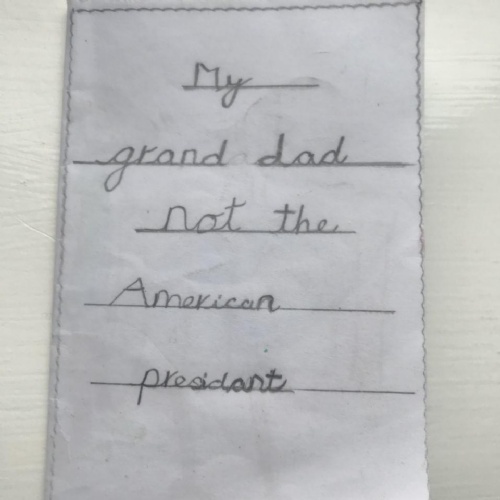 My
grand dad
not the
American
presidant